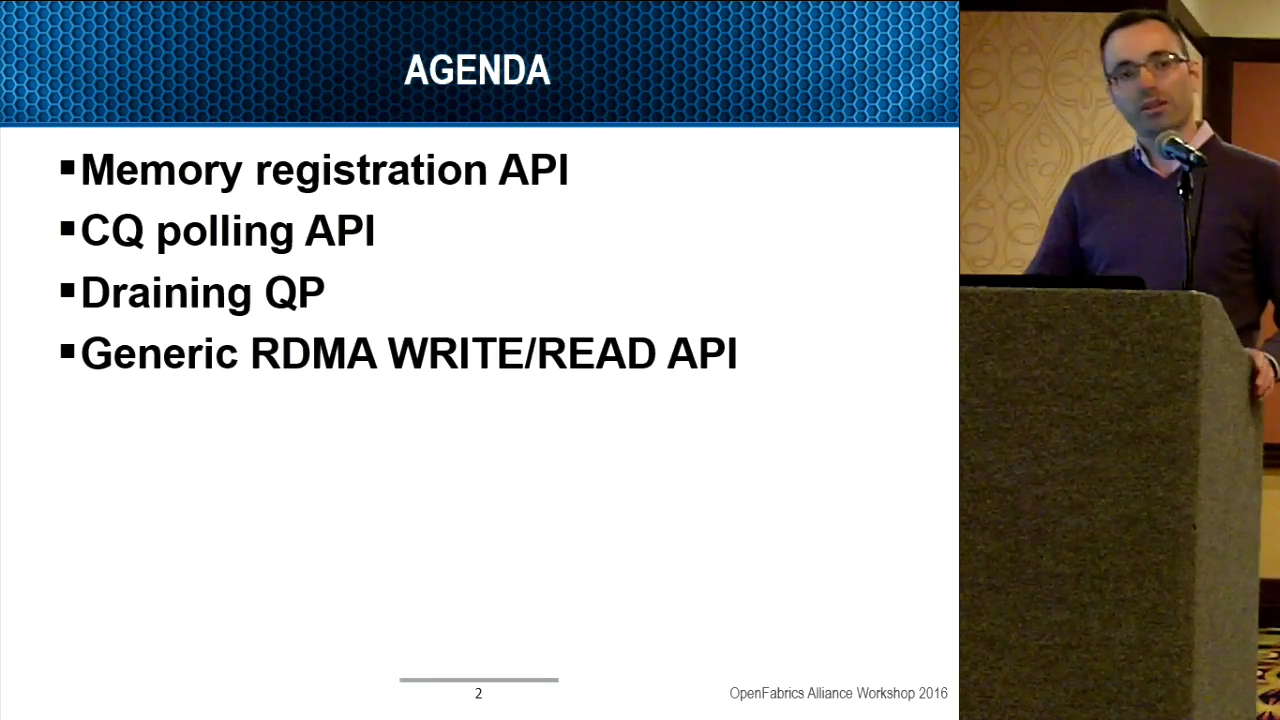 AGENDA
▪Memory registration API
▪CQ polling API
▪Draining QP
▪Generic RDMA WRITE/READ API
2
OpenFabrics Alliance Workshop 2016